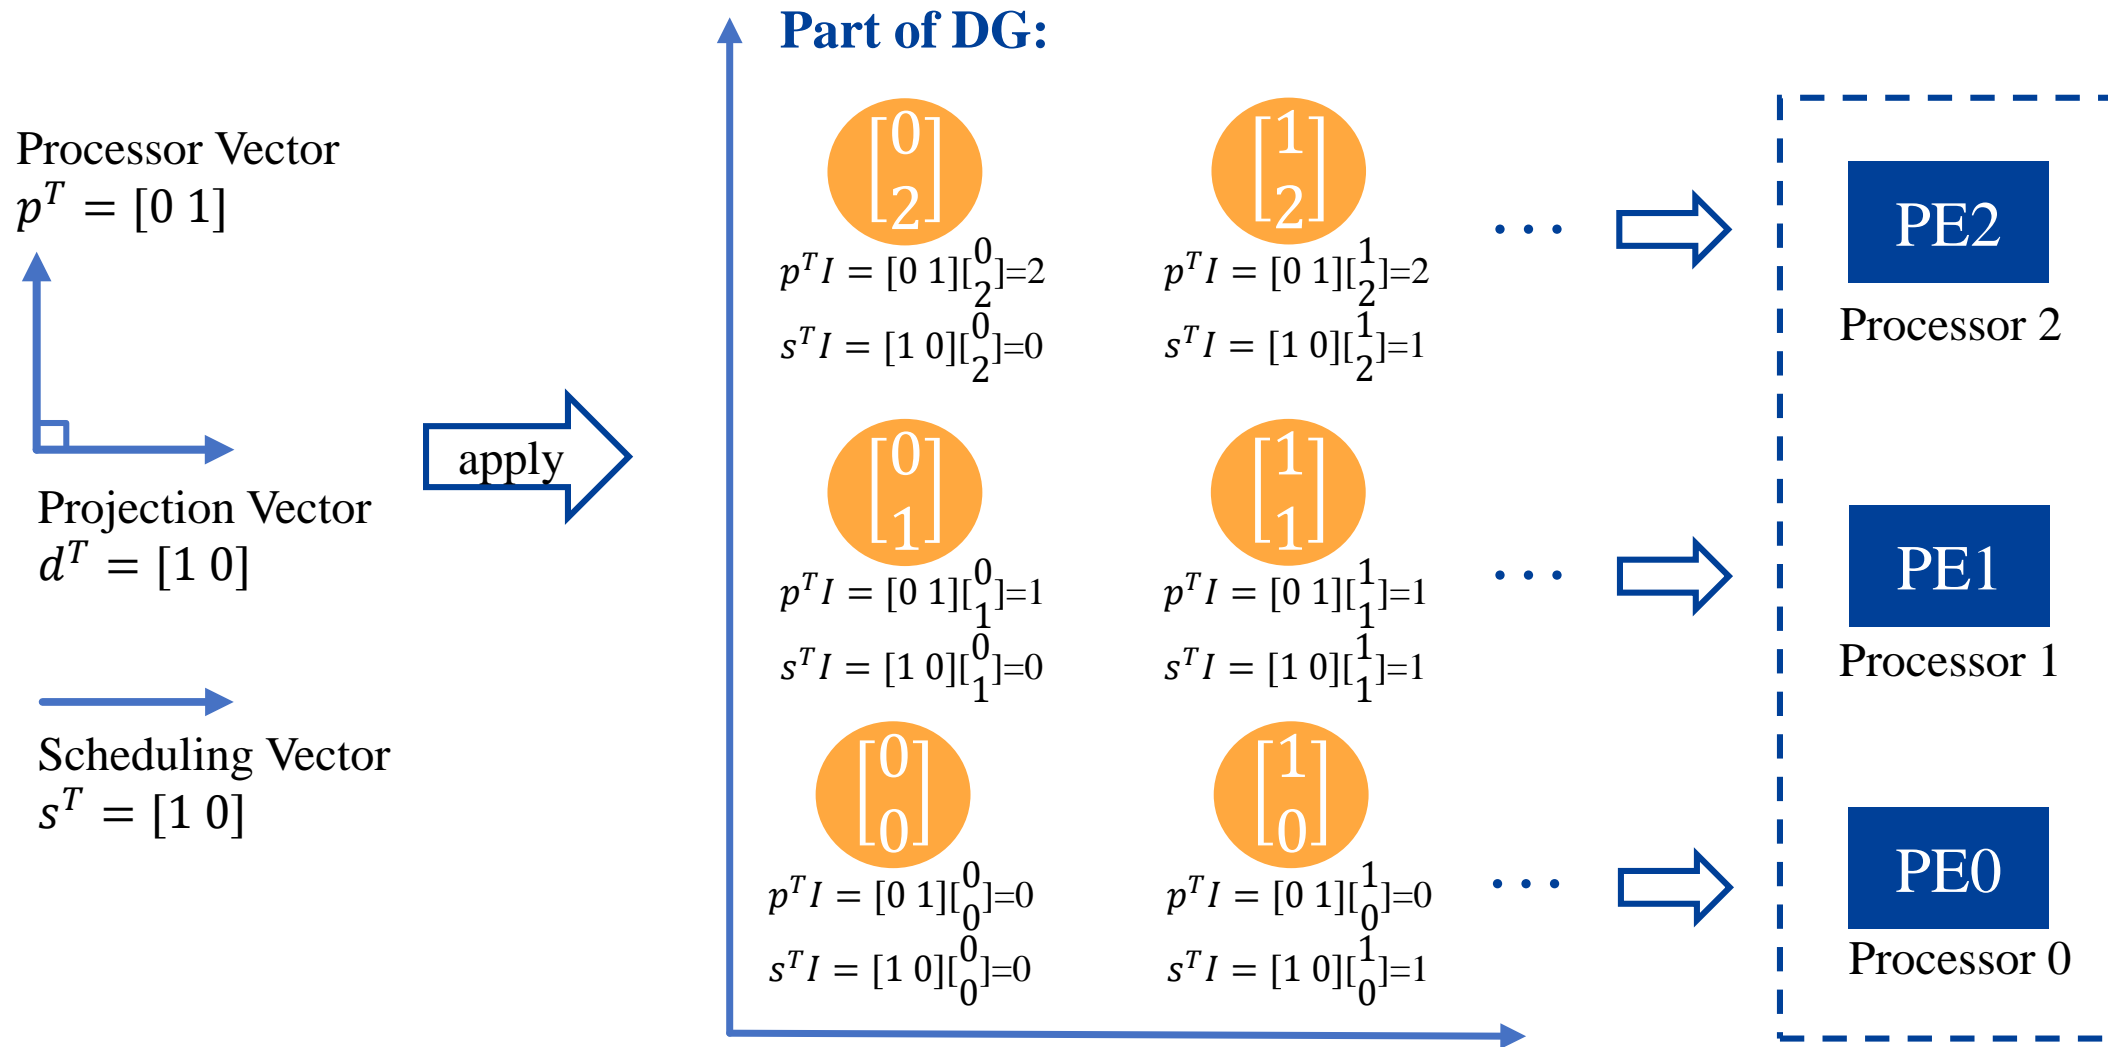 Part of DG:
Processor Vector
p^T = [0 1]
Projection Vector
d^T = [1 0]
Scheduling Vector
s^T = [1 0]
apply
[0 2] [1 2]
p^T I = [0 1][0 2]=2 p^T I = [0 1][1 2]=2
s^T I = [1 0][0 2]=0 s^T I = [1 0][1 2]=1
...
[0 1] [1 1]
p^T I = [0 1][0 1]=1 p^T I = [0 1][1 1]=1
s^T I = [1 0][0 1]=0 s^T I = [1 0][1 1]=1
...
[0 0] [1 0]
p^T I = [0 1][0 0]=0 p^T I = [0 1][1 0]=0
s^T I = [1 0][0 0]=0 s^T I = [1 0][1 0]=1
...
PE2
Processor 2
PE1
Processor 1
PE0
Processor 0